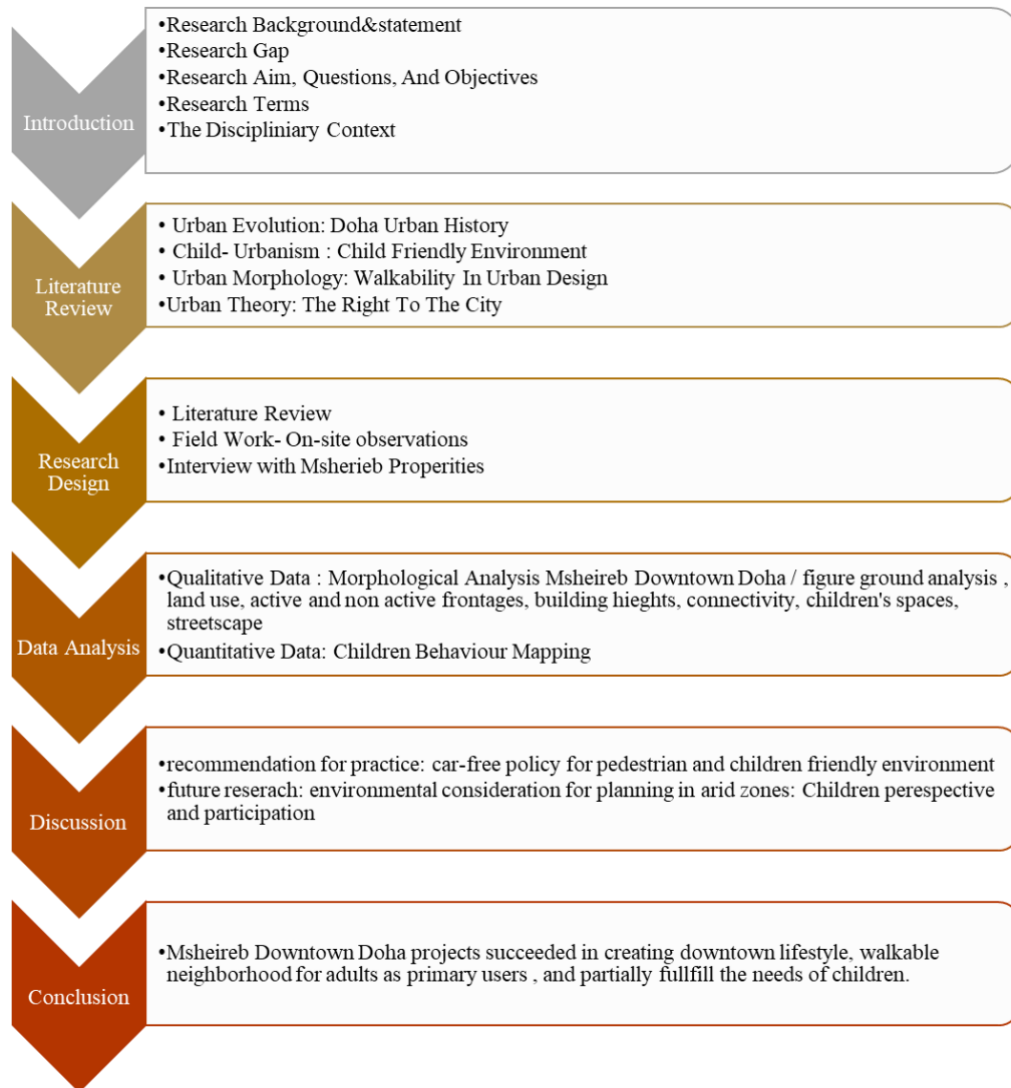 Introduction
•Research Background&statement
•Research Gap
•Research Aim, Questions, And Objectives
•Research Terms
•The Discipliniary Context
Literature
Review
• Urban Evolution: Doha Urban History
• Child- Urbanism : Child Friendly Environment
• Urban Morphology: Walkability In Urban Design
•Urban Theory: The Right To The City
Research
Design
• Literature Review
• Field Work- On-site observations
•Interview with Msherieb Properities
Data Analysis
•Qualitative Data : Morphological Analysis Msheireb Downtown Doha / figure ground analysis ,
land use, active and non active frontages, building hieghts, connectivity, children's spaces,
streetscape
•Quantitative Data: Children Behaviour Mapping
Discussion
•recommendation for practice: car-free policy for pedestrian and children friendly environment
•future reserach: environmental consideration for planning in arid zones: Children perespective
and participation
Conclusion
•Msheireb Downtown Doha projects succeeded in creating downtown lifestyle, walkable
neighborhood for adults as primary users , and partially fullfill the needs of children.